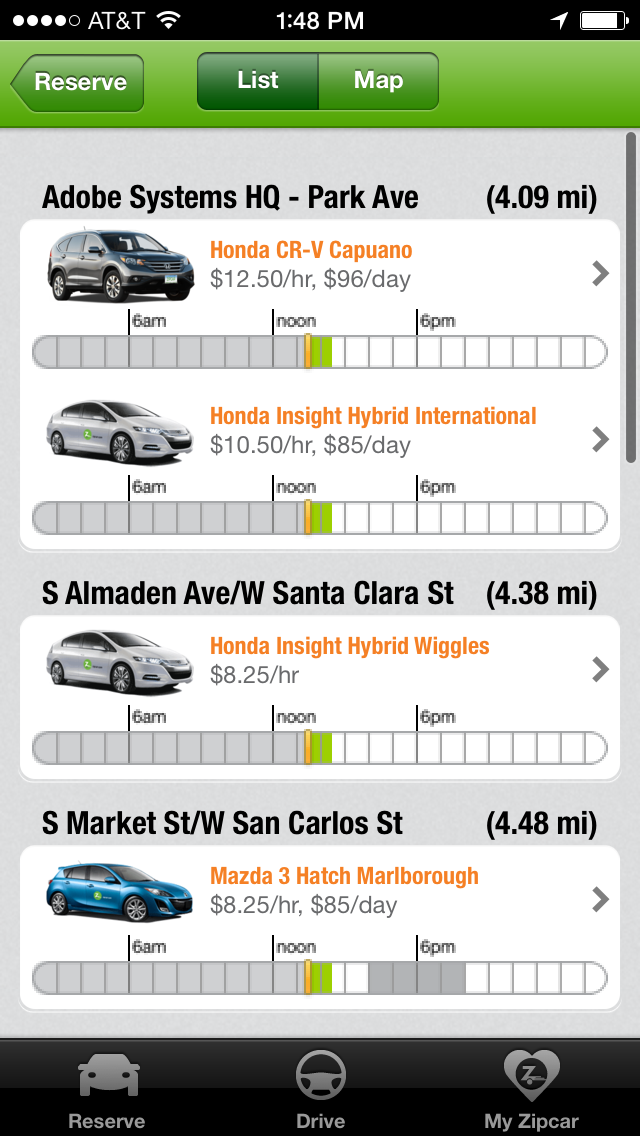 AT&T 1:48 PM
Reserve List Map
Adobe Systems HQ - Park Ave (4.09 mi)
Honda CR-V Capuano
$12.50/hr, $96/day
6am noon 6pm
Honda Insight Hybrid International
$10.50/hr, $85/day
6am noon 6pm
S Almaden Ave/W Santa Clara St (4.38 mi)
Honda Insight Hybrid Wiggles
$8.25/hr
6am noon 6pm
S Market St/W San Carlos St (4.48 mi)
Mazda 3 Hatch Marlborough
$8.25/hr, $85/day
6am noon 6pm
Z
Reserve Drive My Zipcar